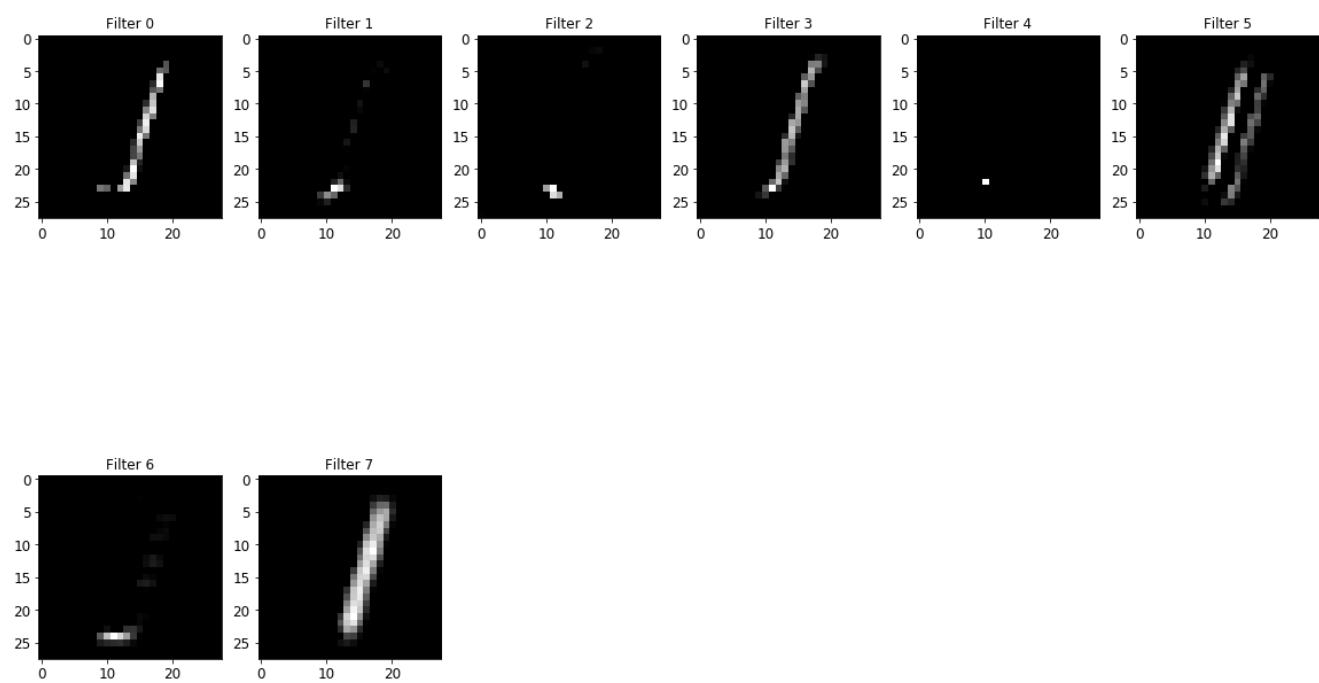 Filter 0 Filter 1 Filter 2 Filter 3 Filter 4 Filter 5
0 0 0 0 0 0
5 5 5 5 5 5
10 10 10 10 10 10
15 15 15 15 15 15
20 20 20 20 20 20
25 25 25 25 25 25
0 10 20 0 10 20 0 10 20 0 10 20 0 10 20 0 10 20
Filter 6 Filter 7
0 0
5 5
10 10
15 15
20 20
25 25
0 10 20 0 10 20